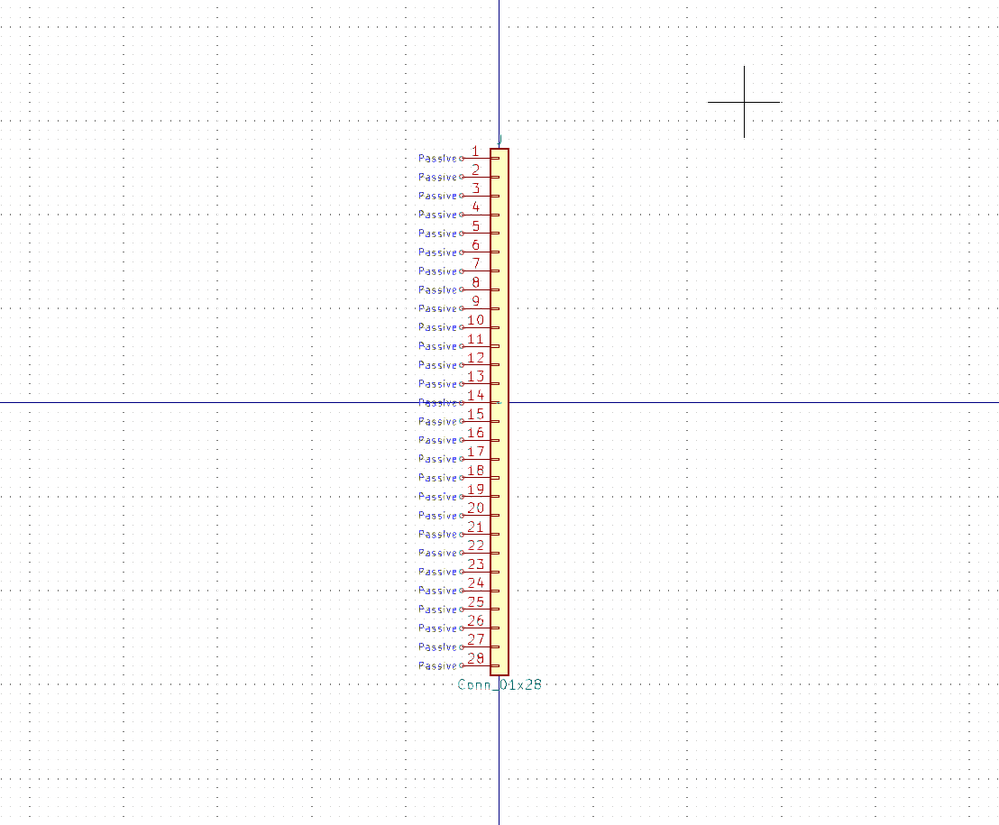 J
Passive 1
Passive 2
Passive 3
Passive 4
Passive 5
Passive 6
Passive 7
Passive 8
Passive 9
Passive 10
Passive 11
Passive 12
Passive 13
Passive 14
Passive 15
Passive 16
Passive 17
Passive 18
Passive 19
Passive 20
Passive 21
Passive 22
Passive 23
Passive 24
Passive 25
Passive 26
Passive 27
Passive 28
Conn_01x28